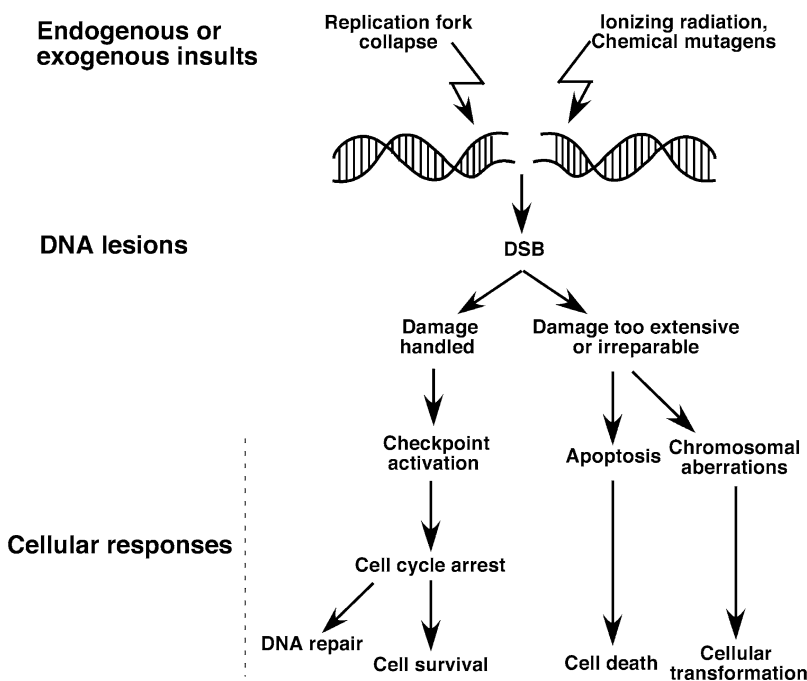 Endogenous or
exogenous insults
Replication fork
collapse
Ionizing radiation,
Chemical mutagens
DNA lesions
DSB
Damage
handled
Damage too extensive
or irreparable
Checkpoint
activation
Apoptosis
Chromosomal
aberrations
Cellular responses
Cell cycle arrest
DNA repair
Cell survival
Cell death
Cellular
transformation